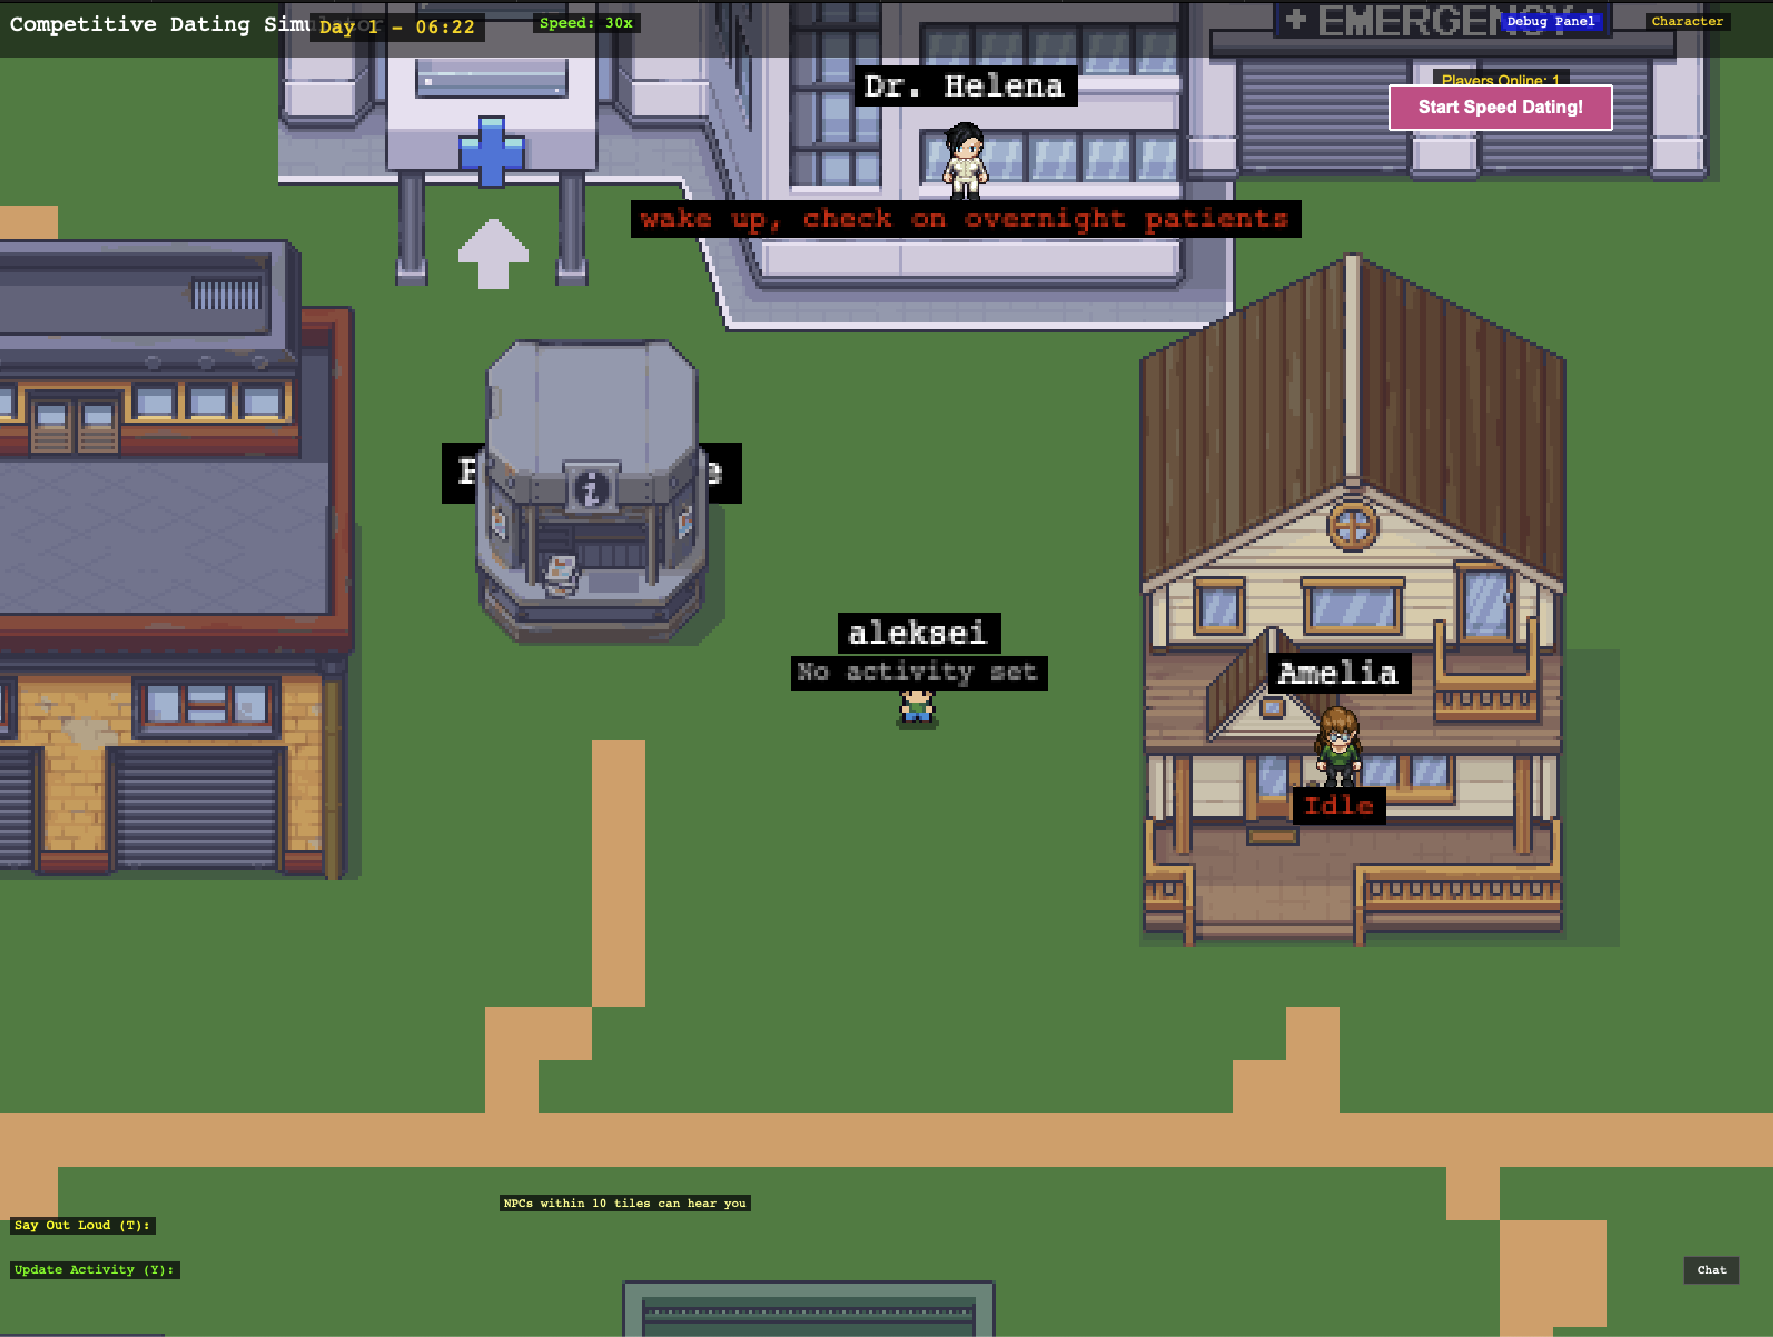 Competitive Dating Sim
Day 1 - 06:22
Speed: 30x
+ EMERGENCY +
Debug Panel
Character
Players Online: 1
Start Speed Dating!
Dr. Helena
wake up, check on overnight patients
i
aleksei
No activity set
Amelia
Idle
NPCs within 10 tiles can hear you
Say Out Loud (T):
Update Activity (Y):
Chat